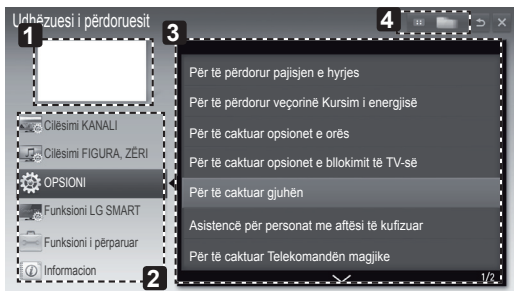 Udhëzuesi i përdoruesit
4
1
3
Për të përdorur pajisjen e hyrjes
Për të përdorur veçorinë Kursim i energjisë
Cilësimi KANALI
Për të caktuar opsionet e orës
Cilësimi FIGURA, ZËRI
Për të caktuar opsionet e bllokimit të TV-së
OPSIONI
Për të caktuar gjuhën
Funksioni LG SMART
Asistencë për personat me aftësi të kufizuar
Funksioni i përparuar
Për të caktuar Telekomandën magjike
Informacion
2
1/2